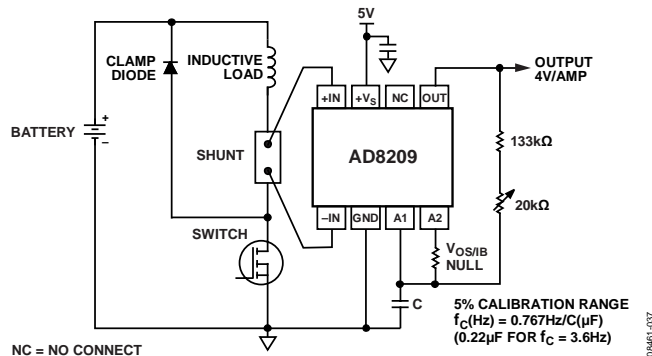 5V
CLAMP
DIODE
INDUCTIVE
LOAD
OUTPUT
4V/AMP
+IN
+VS
NC
OUT
BATTERY
+
–
SHUNT
AD8209
133kΩ
20kΩ
–IN
GND
A1
A2
SWITCH
VOS/IB
NULL
C
5% CALIBRATION RANGE
fC(Hz) = 0.767Hz/C(µF)
(0.22µF FOR fC = 3.6Hz)
NC = NO CONNECT
08461-037